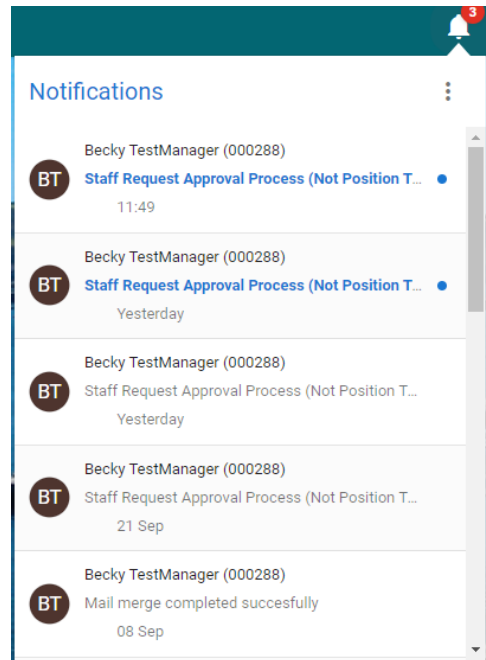 3
Notifications
Becky TestManager (000288)
BT
Staff Request Approval Process (Not Position T...
11:49
Becky TestManager (000288)
BT
Staff Request Approval Process (Not Position T...
Yesterday
Becky TestManager (000288)
BT
Staff Request Approval Process (Not Position T...
Yesterday
Becky TestManager (000288)
BT
Staff Request Approval Process (Not Position T...
21 Sep
Becky TestManager (000288)
BT
Mail merge completed succesfully
08 Sep